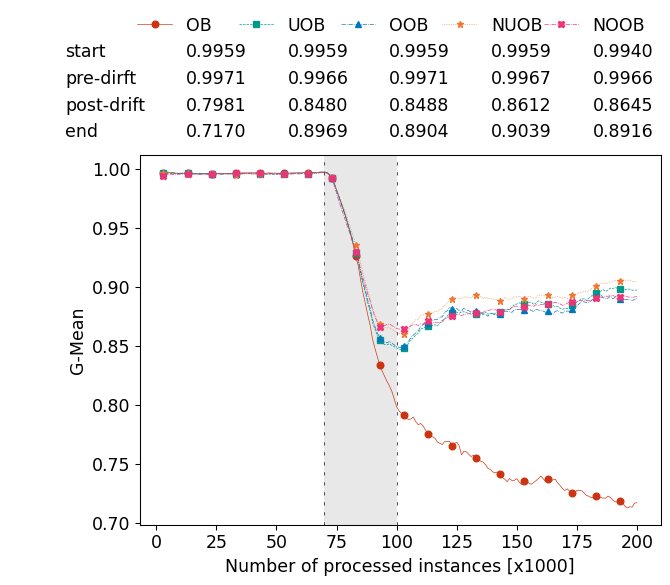 OB UOB OOB NUOB NOOB
start 0.9959 0.9959 0.9959 0.9959 0.9940
pre-dirft 0.9971 0.9966 0.9971 0.9967 0.9966
post-drift 0.7981 0.8480 0.8488 0.8612 0.8645
end 0.7170 0.8969 0.8904 0.9039 0.8916
1.00
0.95
0.90
0.85
0.80
0.75
0.70
G-Mean
0 25 50 75 100 125 150 175 200
Number of processed instances [x1000]